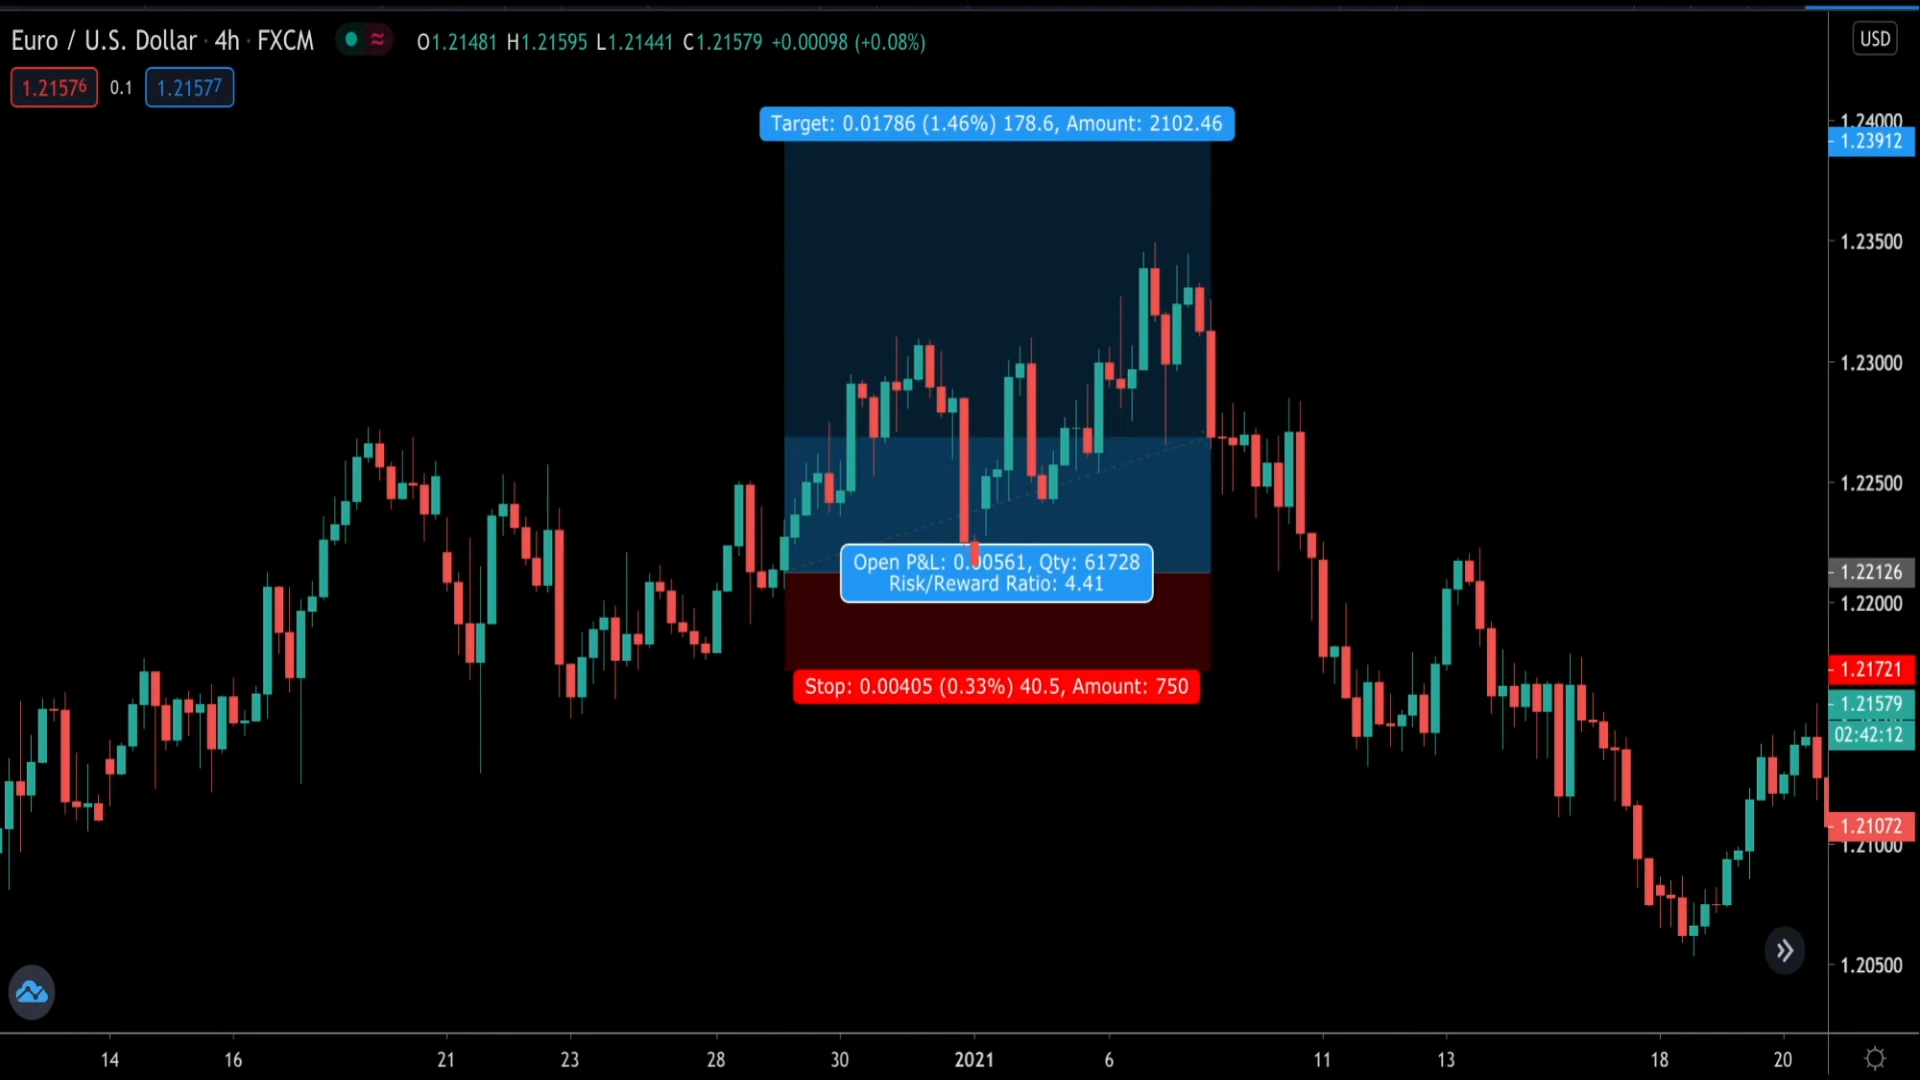 Euro / U.S. Dollar · 4h · FXCM
O1.21481 H1.21595 L1.21441 C1.21579 +0.00098 (+0.08%)
USD
1.21576 0.1 1.21577
Target: 0.01786 (1.46%) 178.6, Amount: 2102.46
1.24000
1.23912
1.23500
1.23000
1.22500
Open P&L: 0.00561, Qty: 61728
Risk/Reward Ratio: 4.41
1.22126
1.22000
Stop: 0.00405 (0.33%) 40.5, Amount: 750
1.21721
1.21579
02:42:12
1.21072
1.21000
1.20500
14 16 21 23 28 30 2021 6 11 13 18 20